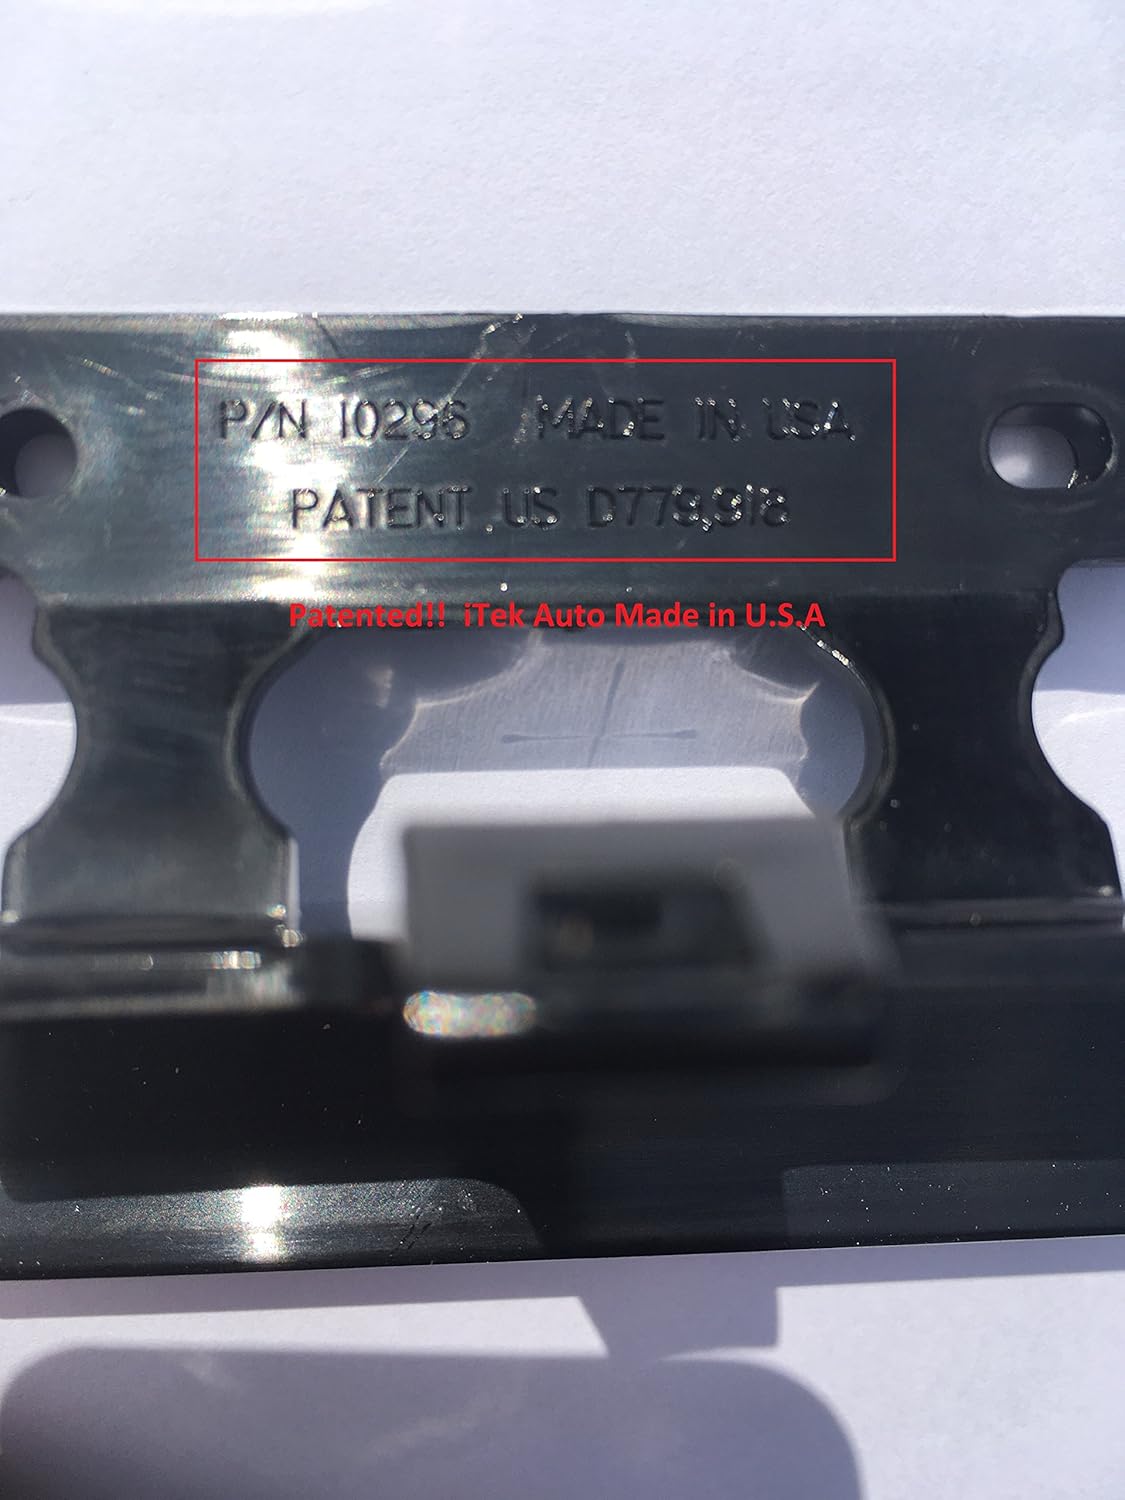 P/N 10296 MADE IN USA
PATENT US D779,918
Patented!! iTek Auto Made in U.S.A